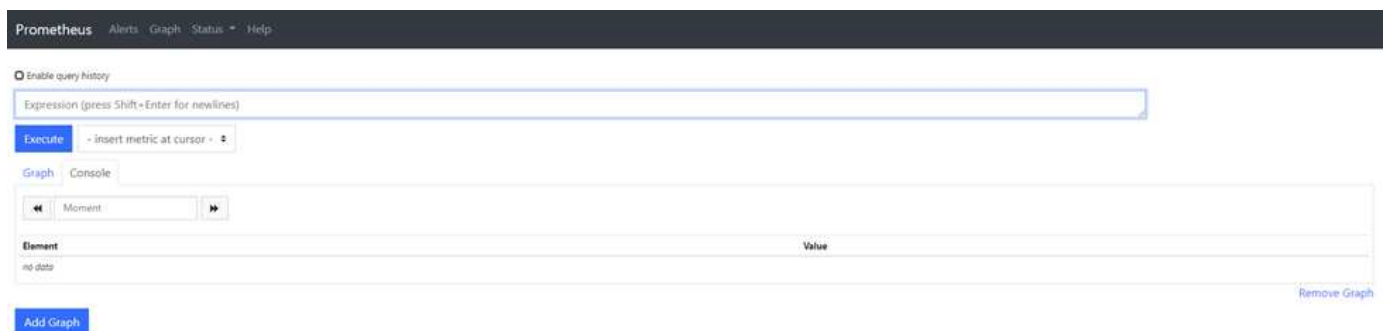 Prometheus Alerts Graph Status Help
Enable query history
Expression (press Shift+Enter for newlines)
Execute - insert metric at cursor -
Graph Console
Moment
Element Value
no data
Remove Graph
Add Graph